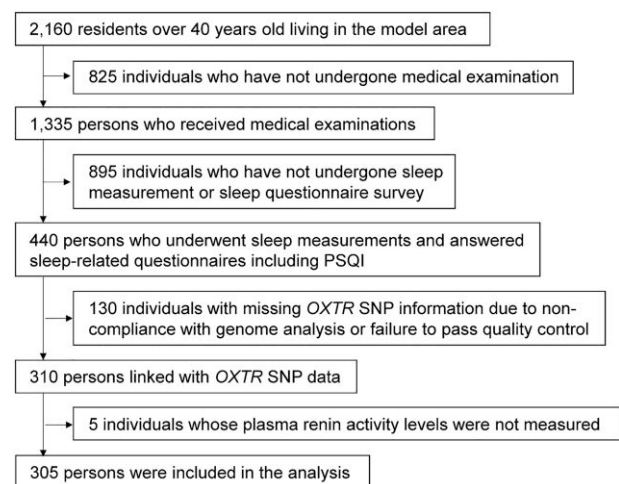 2,160 residents over 40 years old living in the model area
825 individuals who have not undergone medical examination
1,335 persons who received medical examinations
895 individuals who have not undergone sleep
measurement or sleep questionnaire survey
440 persons who underwent sleep measurements and answered
sleep-related questionnaires including PSQI
130 individuals with missing OXTR SNP information due to non-
compliance with genome analysis or failure to pass quality control
310 persons linked with OXTR SNP data
5 individuals whose plasma renin activity levels were not measured
305 persons were included in the analysis